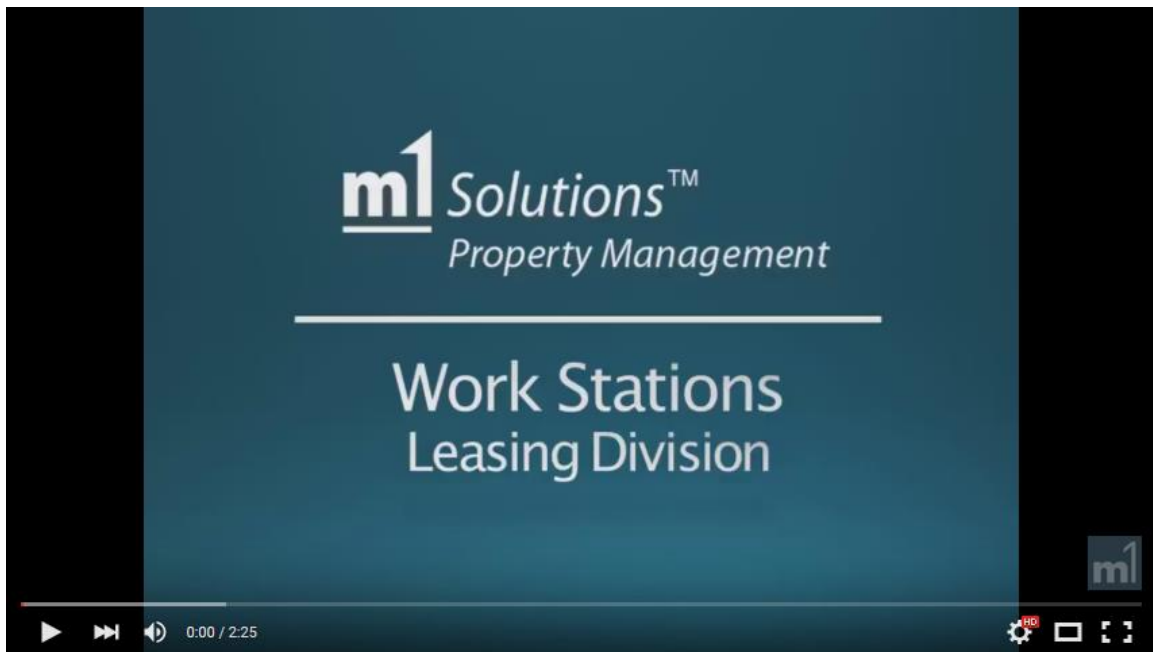 m1 Solutions™
Property Management
Work Stations
Leasing Division
m1
0:00 / 2:25
HD